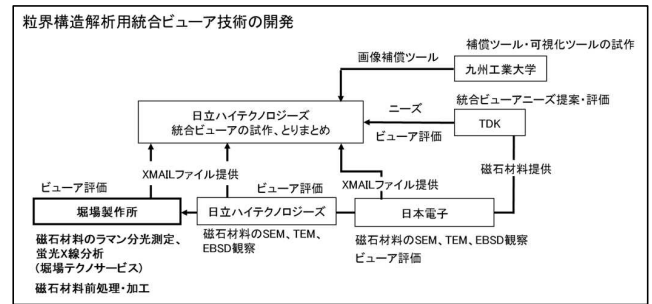 粒界構造解析用統合ビューア技術の開発
補償ツール・可視化ツールの試作
画像補償ツール
九州工業大学
統合ビューアニーズ提案・評価
日立ハイテクノロジーズ
統合ビューアの試作、とりまとめ
ニーズ
TDK
ビューア評価
磁石材料提供
XMAILファイル提供
XMAILファイル提供
ビューア評価
ビューア評価
堀場製作所
日立ハイテクノロジーズ
日本電子
磁石材料のSEM、TEM、
EBSD観察
磁石材料のSEM、TEM、EBSD観察
ビューア評価
磁石材料のラマン分光測定、
蛍光X線分析
(堀場テクノサービス)
磁石材料前処理・加工